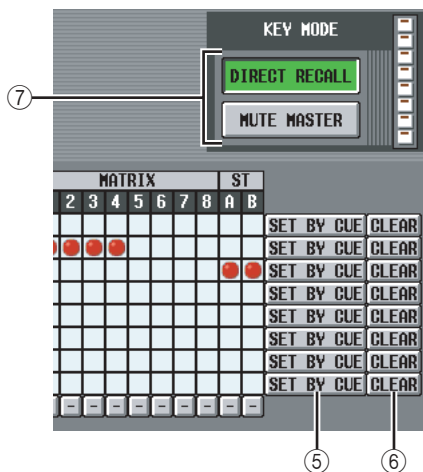 KEY MODE
⑦
DIRECT RECALL
MUTE MASTER
MATRIX ST
2 3 4 5 6 7 8 A B
SET BY CUE CLEAR
SET BY CUE CLEAR
SET BY CUE CLEAR
SET BY CUE CLEAR
SET BY CUE CLEAR
SET BY CUE CLEAR
SET BY CUE CLEAR
SET BY CUE CLEAR
- - - - - - - - -
⑤ ⑥